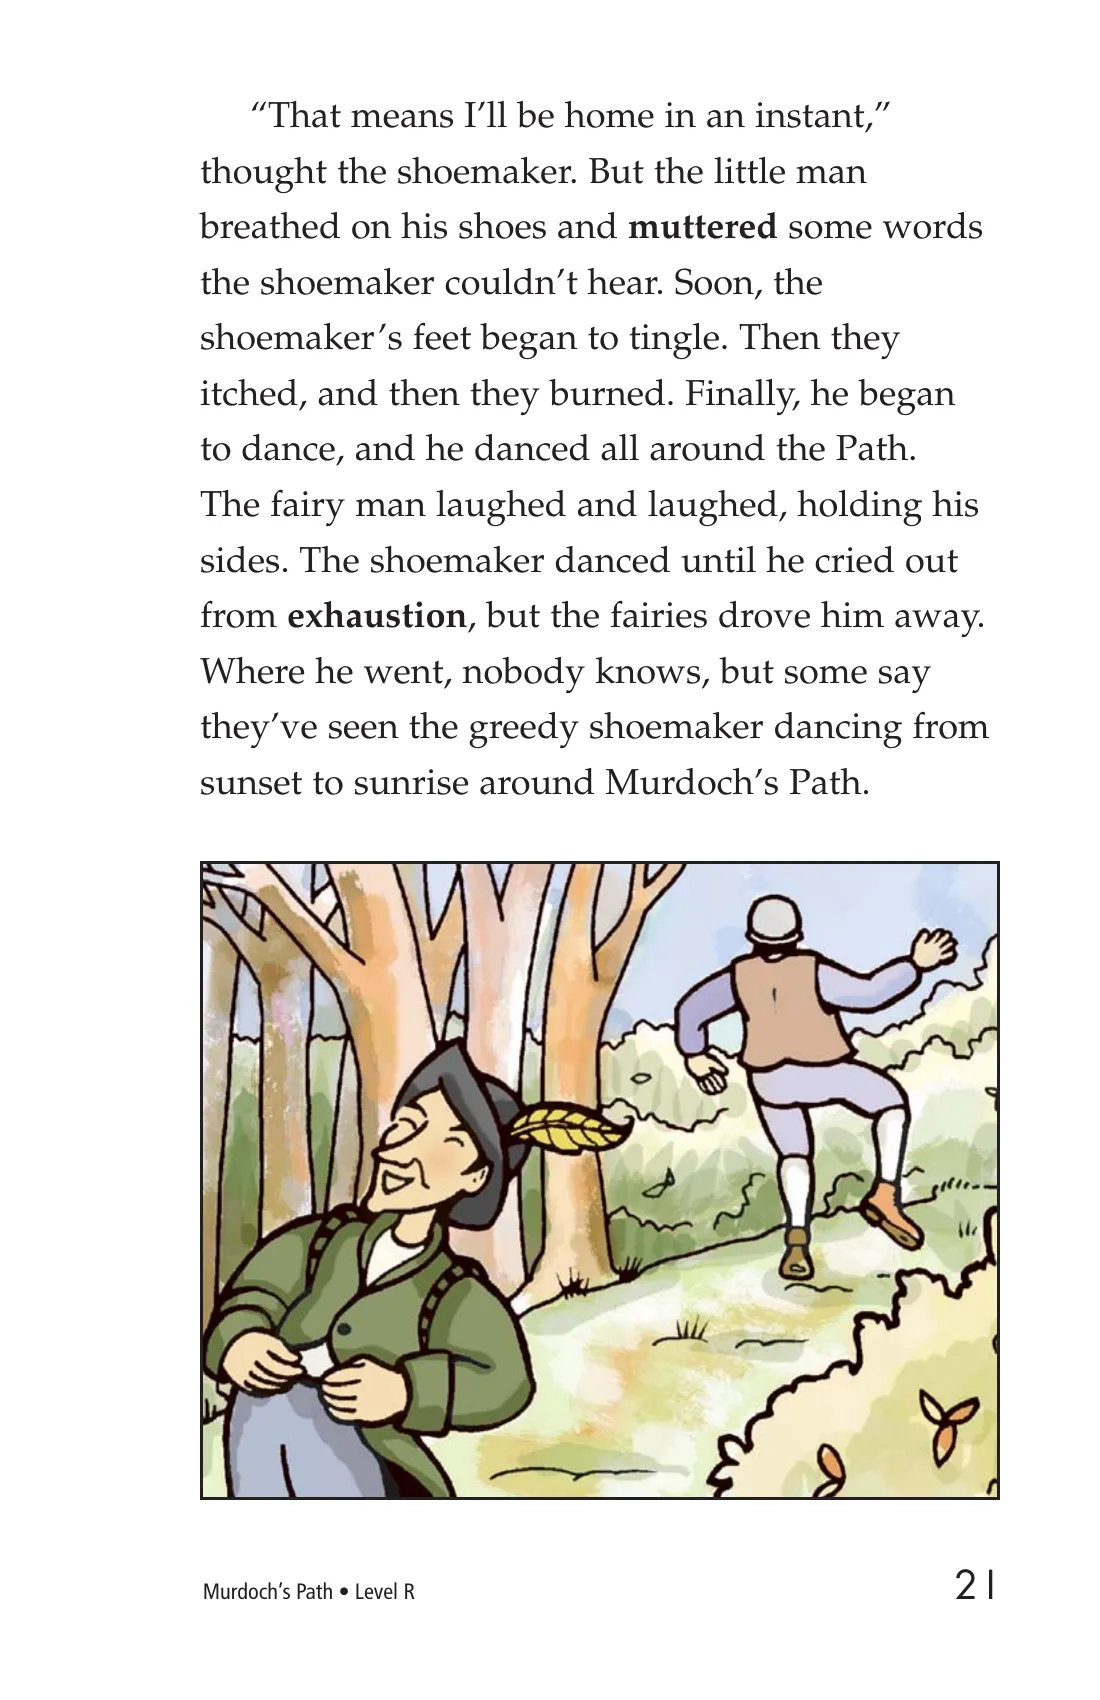 “That means I’ll be home in an instant,”
thought the shoemaker. But the little man
breathed on his shoes and muttered some words
the shoemaker couldn’t hear. Soon, the
shoemaker’s feet began to tingle. Then they
itched, and then they burned. Finally, he began
to dance, and he danced all around the Path.
The fairy man laughed and laughed, holding his
sides. The shoemaker danced until he cried out
from exhaustion, but the fairies drove him away.
Where he went, nobody knows, but some say
they’ve seen the greedy shoemaker dancing from
sunset to sunrise around Murdoch’s Path.
Murdoch’s Path • Level R
21